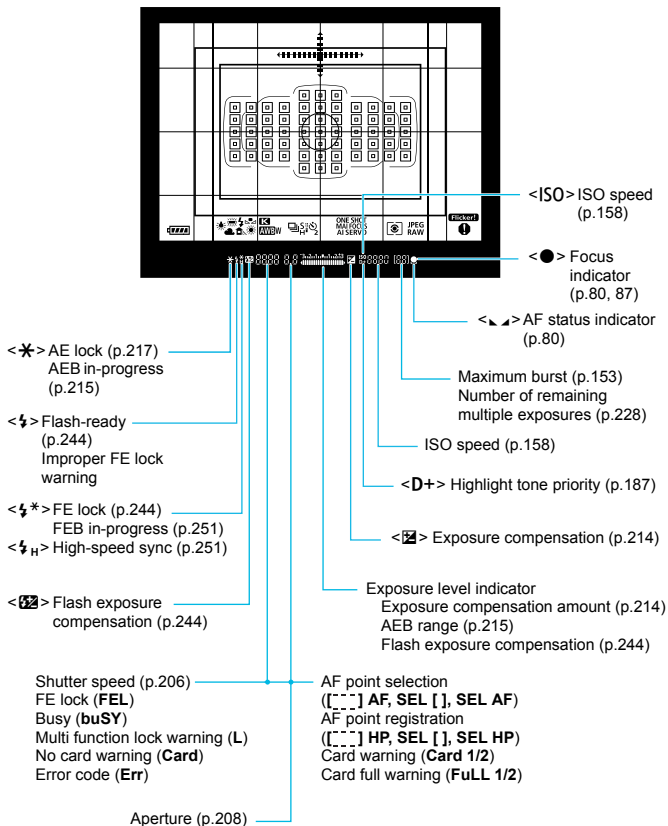 K
AWB W
ONE SHOT
MAI FOCUS
AI SERVO
JPEG
RAW
Flicker!
<ISO> ISO speed
(p.158)
<●> Focus
indicator
(p.80, 87)
<◣ ◢> AF status indicator
(p.80)
<✱> AE lock (p.217)
AEB in-progress
(p.215)
Maximum burst (p.153)
Number of remaining
multiple exposures (p.228)
<⚡> Flash-ready
(p.244)
Improper FE lock
warning
ISO speed (p.158)
<D+> Highlight tone priority (p.187)
<⚡*> FE lock (p.244)
FEB in-progress (p.251)
<⚡H> High-speed sync (p.251)
<> Exposure compensation (p.214)
<> Flash exposure
compensation (p.244)
Exposure level indicator
Exposure compensation amount (p.214)
AEB range (p.215)
Flash exposure compensation (p.244)
Shutter speed (p.206)
FE lock (FEL)
Busy (buSY)
Multi function lock warning (L)
No card warning (Card)
Error code (Err)
AF point selection
([---] AF, SEL [ ], SEL AF)
AF point registration
([---] HP, SEL [ ], SEL HP)
Card warning (Card 1/2)
Card full warning (FuLL 1/2)
Aperture (p.208)